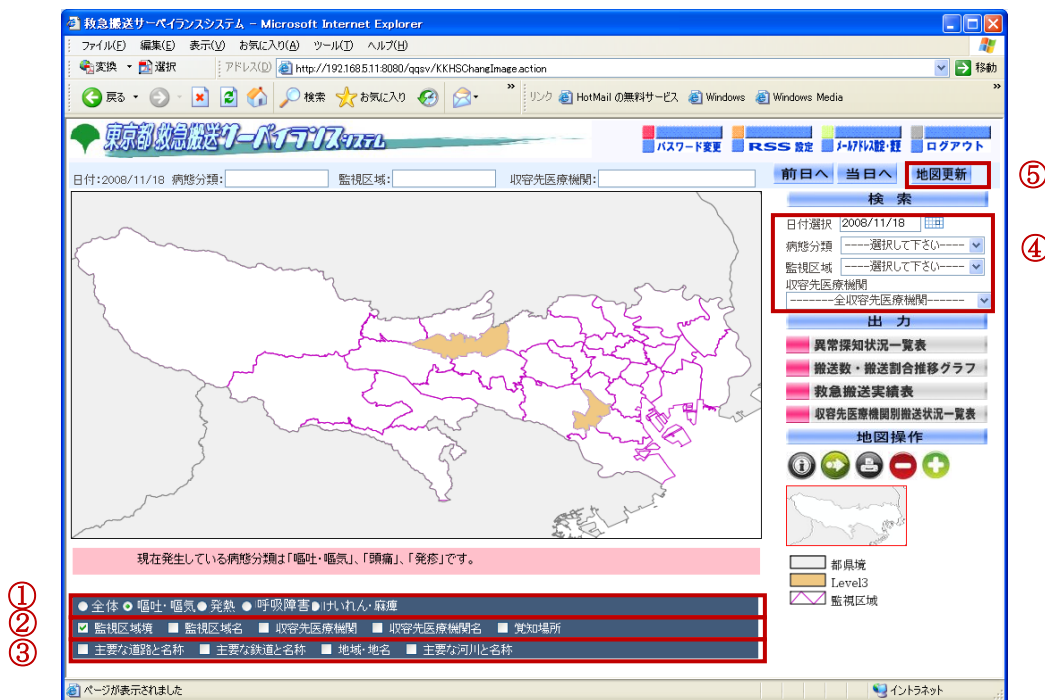 救急搬送サーベイランスシステム - Microsoft Internet Explorer
ファイル(F) 編集(E) 表示(V) お気に入り(A) ツール(T) ヘルプ(H)
変換 選択 アドレス(D) http://192.168.5.11:8080/qqsv/KKHSChangImage.action 移動
戻る 検索 お気に入り » リンク HotMail の無料サービス Windows Windows Media »
東京都 救急搬送サーベイランスシステム
パスワード変更 RSS 設定 メールアドレス設定・変更 ログアウト
日付:2008/11/18 病態分類: 監視区域: 収容先医療機関: 前日へ 当日へ 地図更新 ⑤
検 索
日付選択 2008/11/18
病態分類 ----選択して下さい---- ④
監視区域 ----選択して下さい----
収容先医療機関
-------全収容先医療機関------
出 力
異常探知状況一覧表
搬送数・搬送割合推移グラフ
救急搬送実績表
収容先医療機関別搬送状況一覧表
地図操作
現在発生している病態分類は「嘔吐・嘔気」、「頭痛」、「発疹」です。
都県境
Level3
監視区域
① 全体 嘔吐・嘔気 発熱 呼吸障害 けいれん・麻痺
② 監視区域境 監視区域名 収容先医療機関 収容先医療機関名 覚知場所
③ 主要な道路と名称 主要な鉄道と名称 地域・地名 主要な河川と名称
ページが表示されました イントラネット